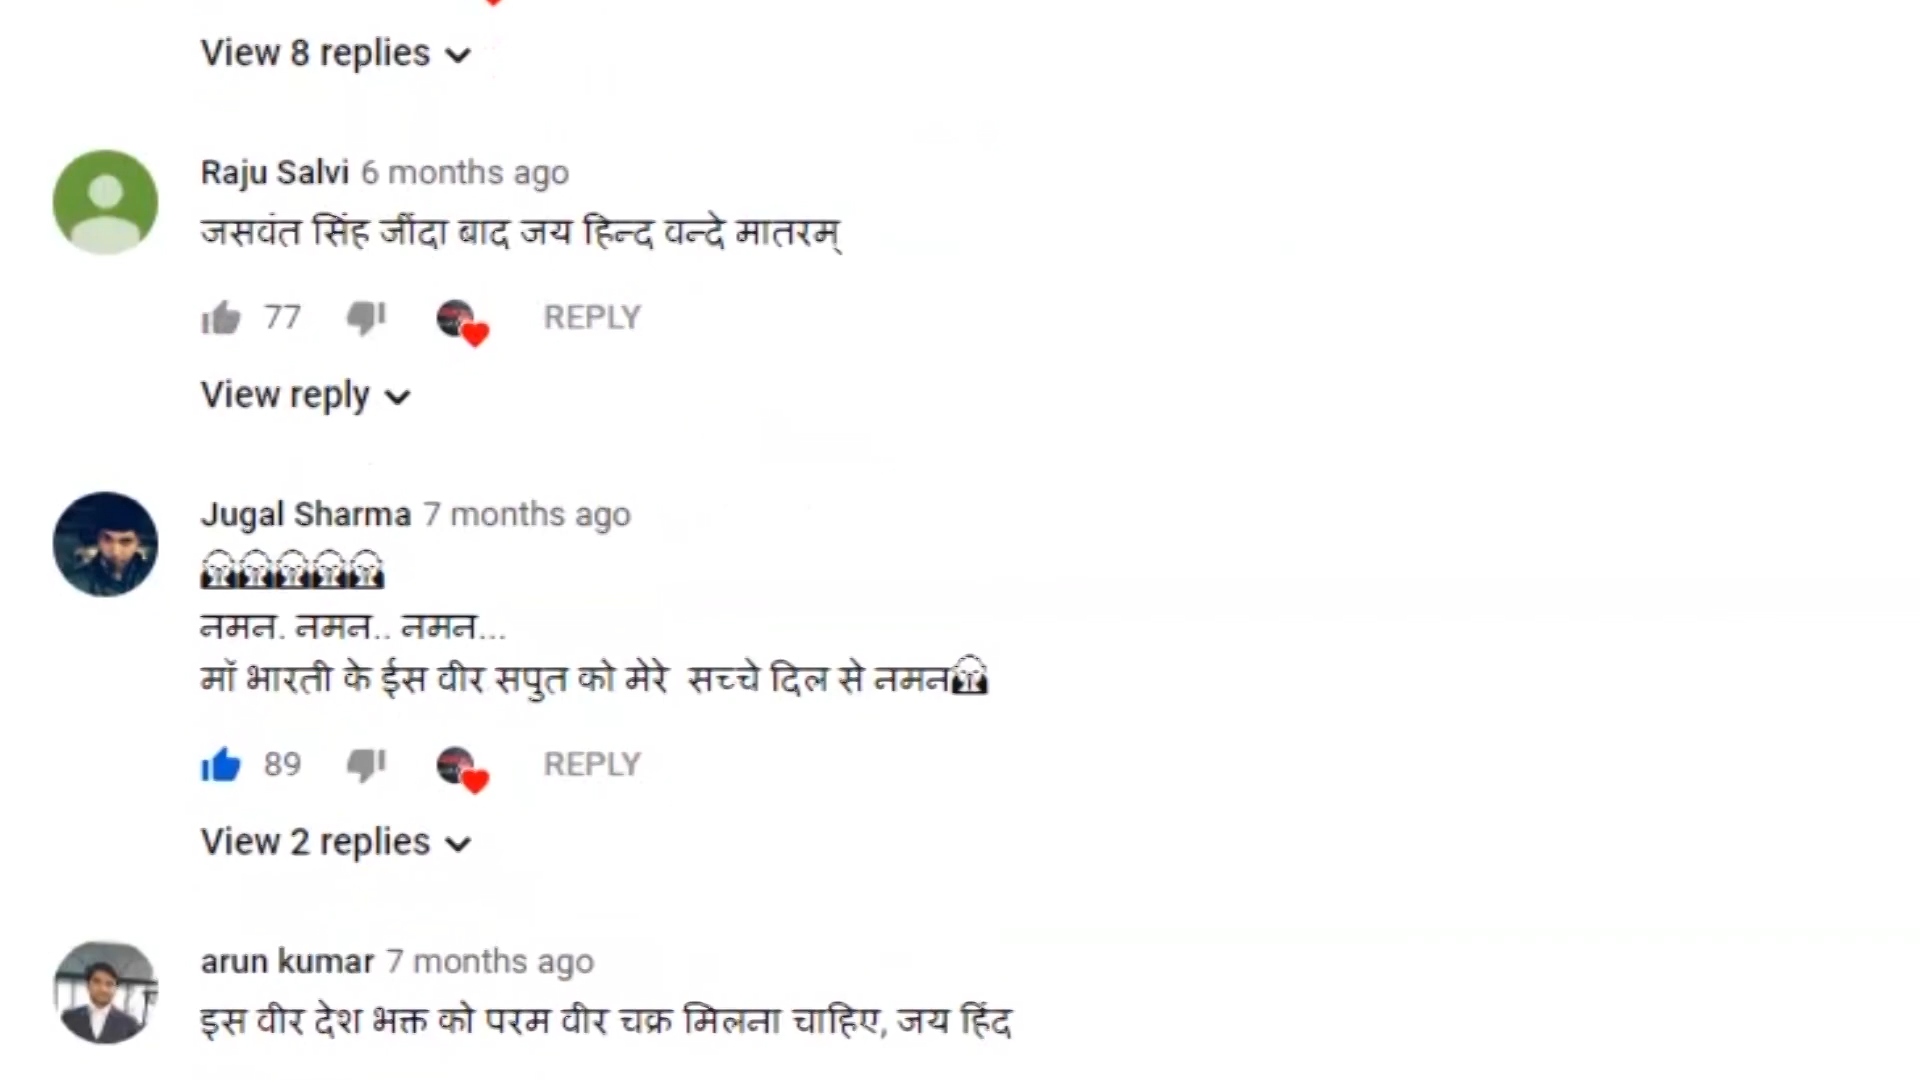 View 8 replies
Raju Salvi 6 months ago
जसवंत सिंह जींदा बाद जय हिन्द वन्दे मातरम्
77 REPLY
View reply
Jugal Sharma 7 months ago
नमन. नमन.. नमन...
मॉ भारती के ईस वीर सपुत को मेरे सच्चे दिल से नमन
89 REPLY
View 2 replies
arun kumar 7 months ago
इस वीर देश भक्त को परम वीर चक्र मिलना चाहिए, जय हिंद